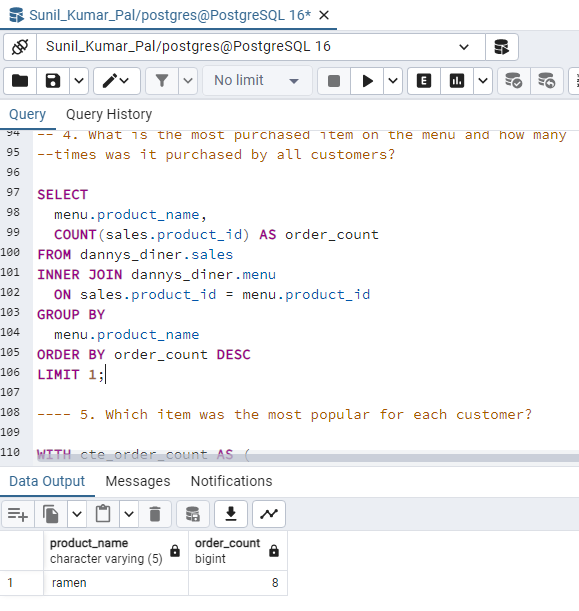 Sunil_Kumar_Pal/postgres@PostgreSQL 16*
Sunil_Kumar_Pal/postgres@PostgreSQL 16
No limit
E
Query Query History
94 -- 4. What is the most purchased item on the menu and how many
95 --times was it purchased by all customers?
96
97 SELECT
98 menu.product_name,
99 COUNT(sales.product_id) AS order_count
100 FROM dannys_diner.sales
101 INNER JOIN dannys_diner.menu
102 ON sales.product_id = menu.product_id
103 GROUP BY
104 menu.product_name
105 ORDER BY order_count DESC
106 LIMIT 1;
107
108 ---- 5. Which item was the most popular for each customer?
109
110 WITH cte_order_count AS (
Data Output Messages Notifications
product_name order_count
character varying (5) bigint
1 ramen 8